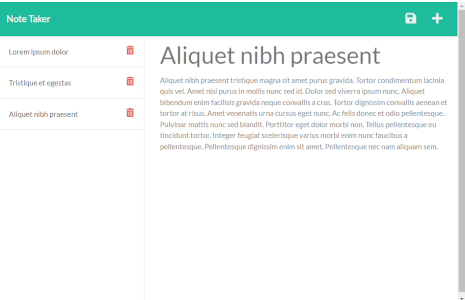 Note Taker
Lorem ipsum dolor
Tristique et egestas
Aliquet nibh praesent
Aliquet nibh praesent
Aliquet nibh praesent tristique magna sit amet purus gravida. Tortor condimentum lacinia
quis vel. Amet nisl purus in mollis nunc sed id. Dolor sed viverra ipsum nunc. Aliquet
bibendum enim facilisis gravida neque convallis a cras. Tortor dignissim convallis aenean et
tortor at risus. Amet venenatis urna cursus eget nunc. Ac felis donec et odio pellentesque.
Pulvinar mattis nunc sed blandit. Porttitor eget dolor morbi non. Tellus pellentesque eu
tincidunt tortor. Integer feugiat scelerisque varius morbi enim nunc faucibus a
pellentesque. Pellentesque dignissim enim sit amet. Pellentesque nec nam aliquam sem.